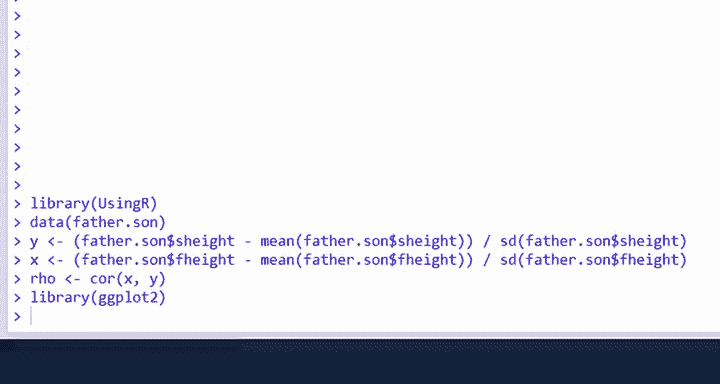 >
>
>
>
>
>
>
>
>
>
> library(UsingR)
> data(father.son)
> y <- (father.son$sheight - mean(father.son$sheight)) / sd(father.son$sheight)
> x <- (father.son$fheight - mean(father.son$fheight)) / sd(father.son$fheight)
> rho <- cor(x, y)
> library(ggplot2)
>